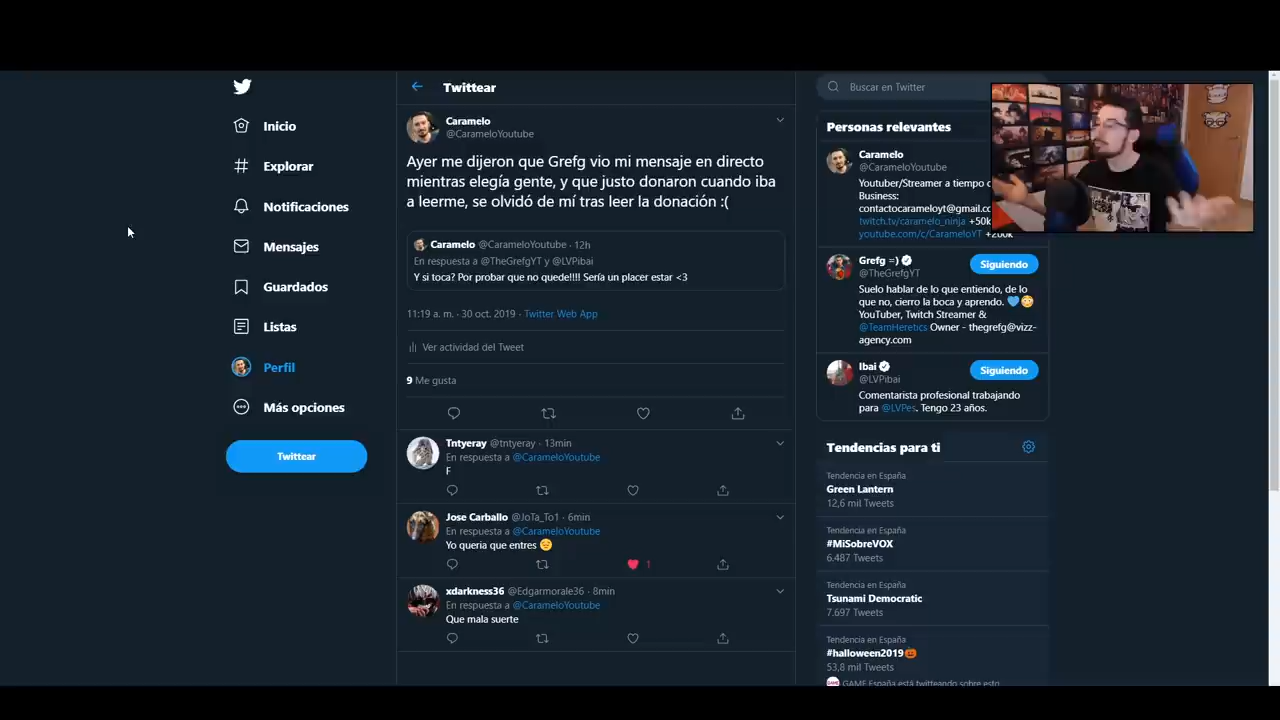 Inicio
Explorar
Notificaciones
Mensajes
Guardados
Listas
Perfil
Más opciones
Twittear
Twittear
Caramelo
@CarameloYoutube
Ayer me dijeron que Grefg vio mi mensaje en directo
mientras elegía gente, y que justo donaron cuando iba
a leerme, se olvidó de mí tras leer la donación :(
Caramelo @CarameloYoutube · 12h
En respuesta a @TheGrefgYT y @LVPibai
Y si toca? Por probar que no quede!!!! Sería un placer estar <3
11:19 a. m. · 30 oct. 2019 · Twitter Web App
Ver actividad del Tweet
9 Me gusta
Tntyeray @tntyeray · 13min
En respuesta a @CarameloYoutube
F
Jose Carballo @JoTa_To1 · 6min
En respuesta a @CarameloYoutube
Yo queria que entres 😔
1
xdarkness36 @Edgarmorale36 · 8min
En respuesta a @CarameloYoutube
Que mala suerte
Buscar en Twitter
Personas relevantes
Caramelo
@CarameloYoutube
Youtuber/Streamer a tiempo c
Business:
contactocarameloyt@gmail.cc
twitch.tv/caramelo_ninja +50k
youtube.com/c/CarameloYT +200k
Grefg =)
@TheGrefgYT
Siguiendo
Suelo hablar de lo que entiendo, de lo
que no, cierro la boca y aprendo. 💙😳
YouTuber, Twitch Streamer &
@TeamHeretics Owner - thegrefg@vizz-
agency.com
Ibai
@LVPibai
Siguiendo
Comentarista profesional trabajando
para @LVPes. Tengo 23 años.
Tendencias para ti
Tendencia en España
Green Lantern
12,6 mil Tweets
Tendencia en España
#MiSobreVOX
6.487 Tweets
Tendencia en España
Tsunami Democratic
7.697 Tweets
Tendencia en España
#halloween2019🎃
53,8 mil Tweets
GAME España está twitteando sobre esto